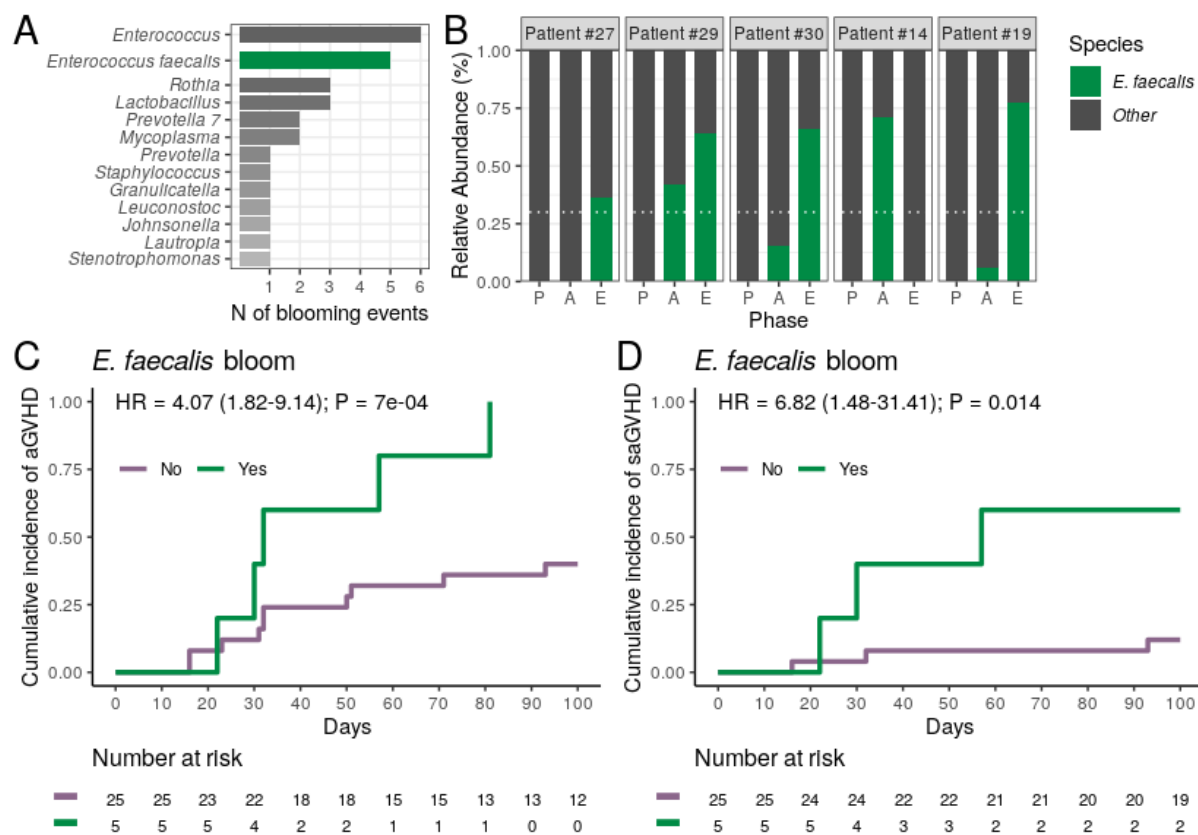 A
Enterococcus
Enterococcus faecalis
Rothia
Lactobacillus
Prevotella 7
Mycoplasma
Prevotella
Staphylococcus
Granulicatella
Leuconostoc
Johnsonella
Lautropia
Stenotrophomonas
1 2 3 4 5 6
N of blooming events
B
Patient #27 Patient #29 Patient #30 Patient #14 Patient #19
Relative Abundance (%)
1.00
0.75
0.50
0.25
0.00
P A E P A E P A E P A E P A E
Phase
Species
E. faecalis
Other
C
E. faecalis bloom
HR = 4.07 (1.82-9.14); P = 7e-04
No Yes
Cumulative incidence of aGVHD
1.00
0.75
0.50
0.25
0.00
0 10 20 30 40 50 60 70 80 90 100
Days
Number at risk
25 25 23 22 18 18 15 15 13 13 12
5 5 5 4 2 2 1 1 1 0 0
D
E. faecalis bloom
HR = 6.82 (1.48-31.41); P = 0.014
No Yes
Cumulative incidence of saGVHD
1.00
0.75
0.50
0.25
0.00
0 10 20 30 40 50 60 70 80 90 100
Days
Number at risk
25 25 24 24 22 22 21 21 20 20 19
5 5 5 4 3 3 2 2 2 2 2